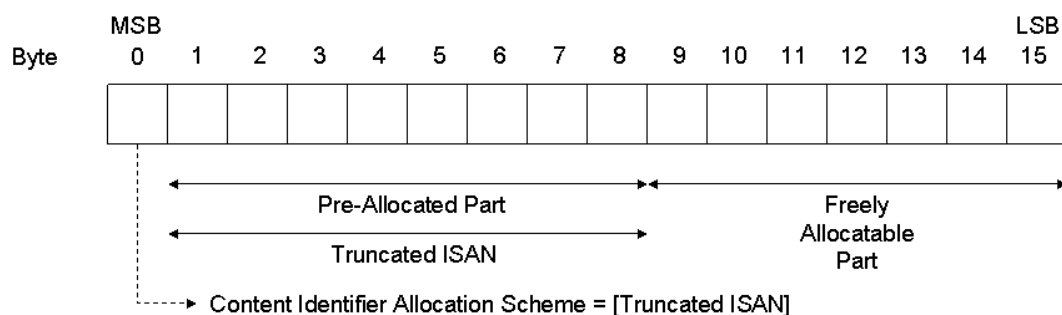 MSB LSB
Byte 0 1 2 3 4 5 6 7 8 9 10 11 12 13 14 15
Pre-Allocated Part
Freely
Allocatable
Part
Truncated ISAN
Content Identifier Allocation Scheme = [Truncated ISAN]